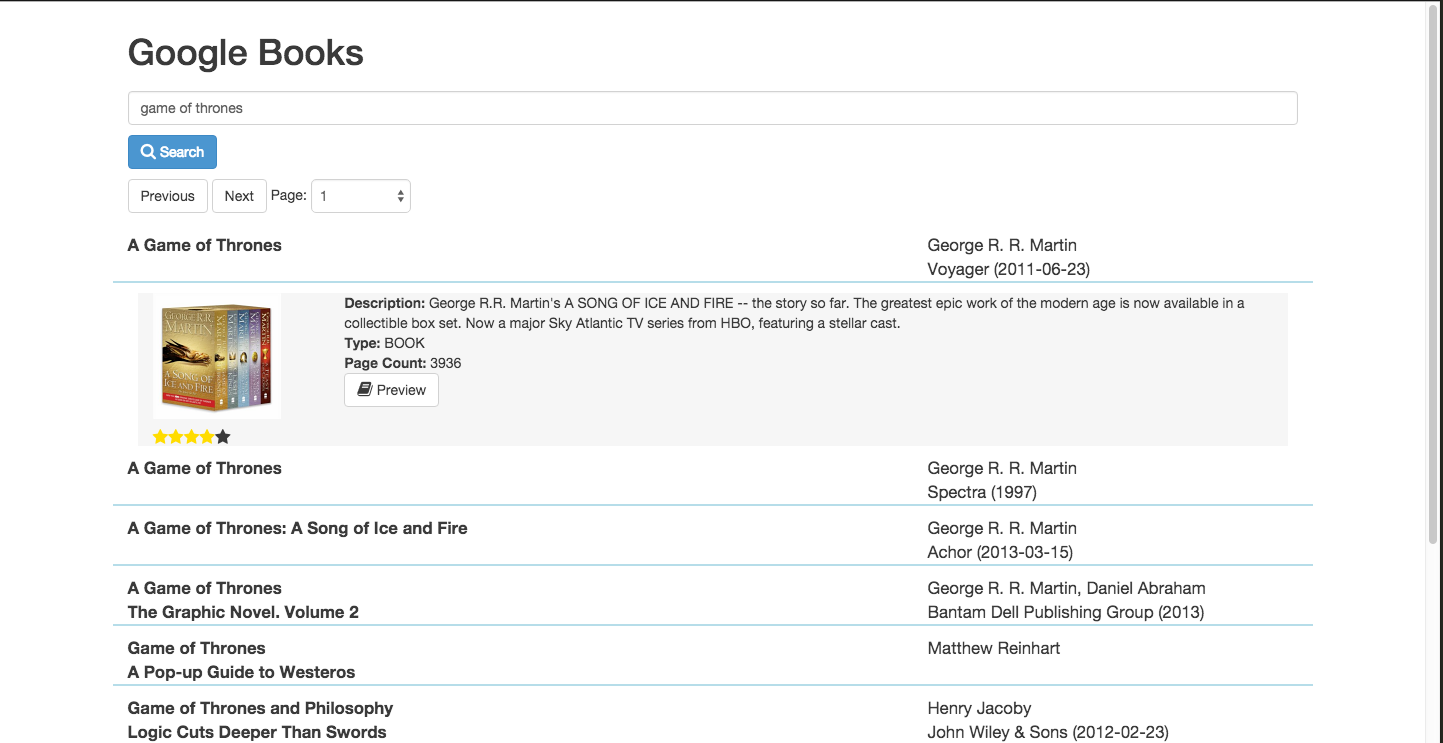 Google Books
game of thrones
Search
Previous Next Page: 1
A Game of Thrones
George R. R. Martin
Voyager (2011-06-23)
GEORGE R.R.
MARTIN
A SONG OF
ICE AND FIRE
Description: George R.R. Martin's A SONG OF ICE AND FIRE -- the story so far. The greatest epic work of the modern age is now available in a
collectible box set. Now a major Sky Atlantic TV series from HBO, featuring a stellar cast.
Type: BOOK
Page Count: 3936
Preview
A Game of Thrones
George R. R. Martin
Spectra (1997)
A Game of Thrones: A Song of Ice and Fire
George R. R. Martin
Achor (2013-03-15)
A Game of Thrones
The Graphic Novel. Volume 2
George R. R. Martin, Daniel Abraham
Bantam Dell Publishing Group (2013)
Game of Thrones
A Pop-up Guide to Westeros
Matthew Reinhart
Game of Thrones and Philosophy
Logic Cuts Deeper Than Swords
Henry Jacoby
John Wiley & Sons (2012-02-23)